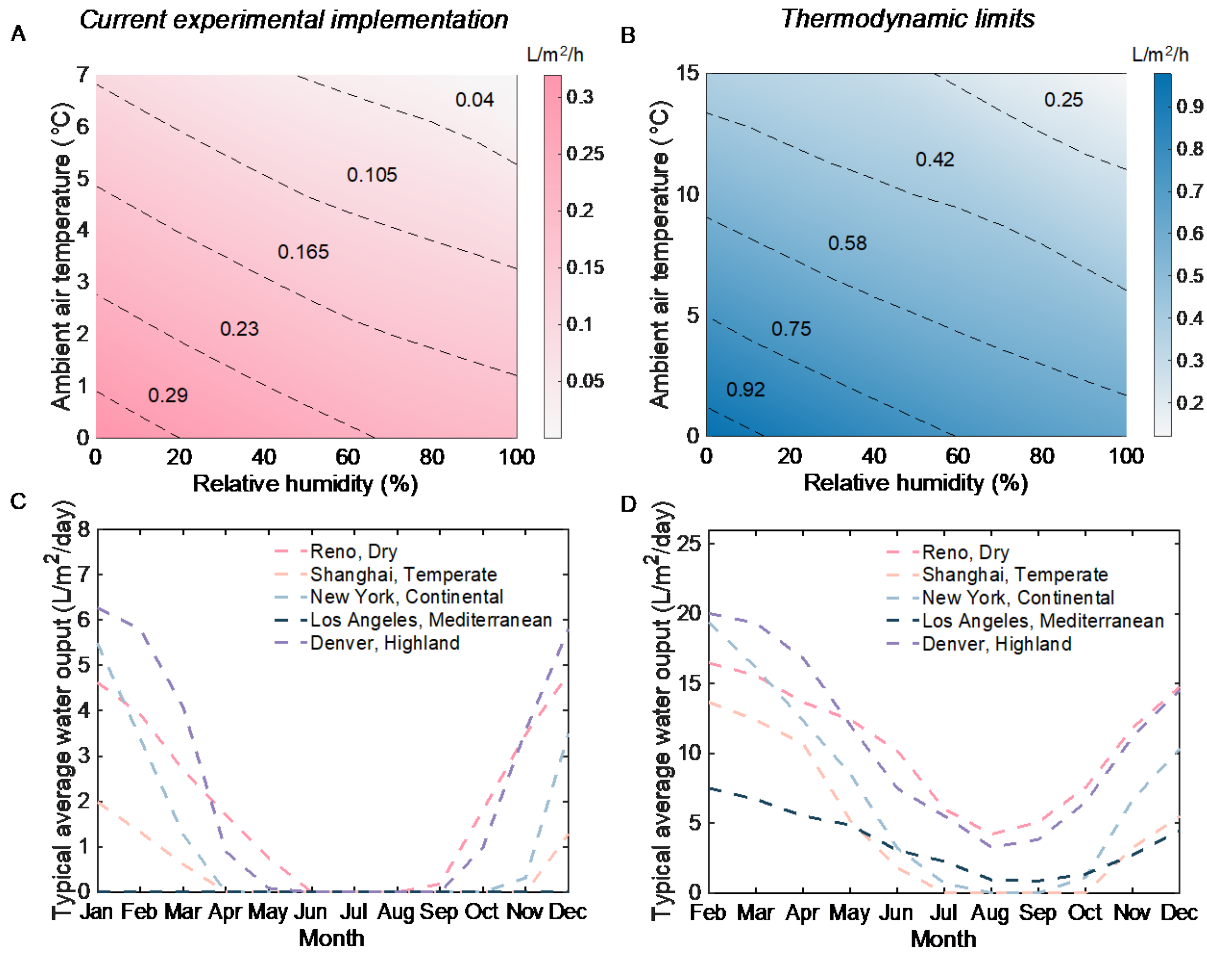 Current experimental implementation
Thermodynamic limits
A
L/m²/h
7
6
5
4
3
2
1
0
Ambient air temperature (°C)
0.04
0.105
0.165
0.23
0.29
0 20 40 60 80 100
Relative humidity (%)
0.3
0.25
0.2
0.15
0.1
0.05
B
L/m²/h
15
10
5
0
Ambient air temperature (°C)
0.25
0.42
0.58
0.75
0.92
0 20 40 60 80 100
Relative humidity (%)
0.9
0.8
0.7
0.6
0.5
0.4
0.3
0.2
C
8
7
6
5
4
3
2
1
0
Typical average water ouput (L/m²/day)
Reno, Dry
Shanghai, Temperate
New York, Continental
Los Angeles, Mediterranean
Denver, Highland
Jan Feb Mar Apr May Jun Jul Aug Sep Oct Nov Dec
Month
D
25
20
15
10
5
0
Typical average water ouput (L/m²/day)
Reno, Dry
Shanghai, Temperate
New York, Continental
Los Angeles, Mediterranean
Denver, Highland
Feb Mar Apr May Jun Jul Aug Sep Oct Nov Dec
Month